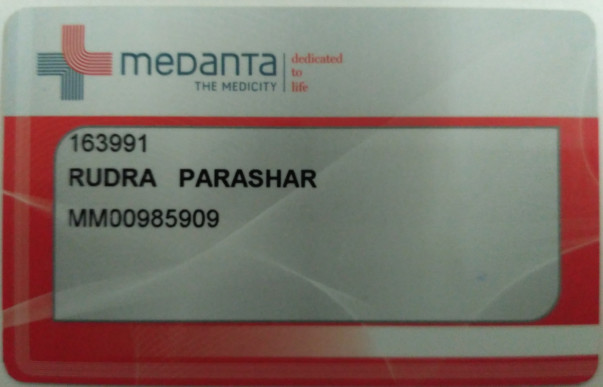 meDanTa
THE MEDICITY
dedicated
to
life
163991
RUDRA PARASHAR
MM00985909